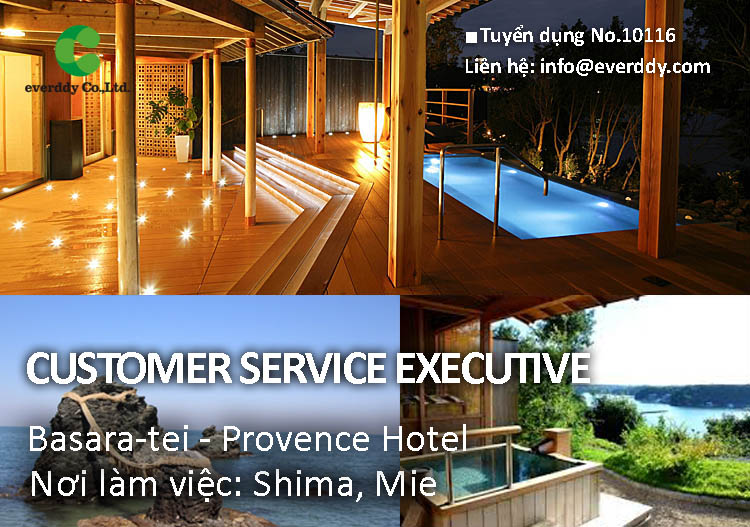 everddy Co.,Ltd.
■Tuyển dụng No.10116
Liên hệ: info@everddy.com
CUSTOMER SERVICE EXECUTIVE
Basara-tei - Provence Hotel
Nơi làm việc: Shima, Mie